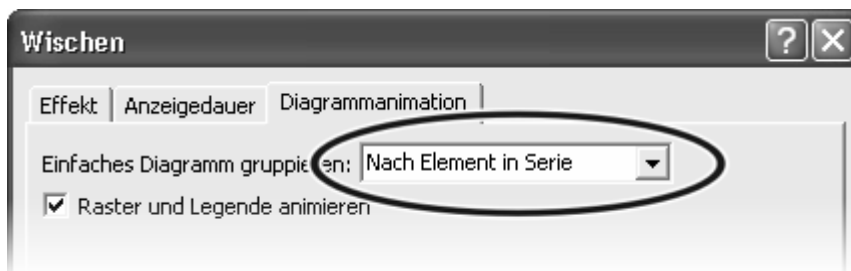 Wischen
Effekt Anzeigedauer Diagrammanimation
Einfaches Diagramm gruppieren: Nach Element in Serie
Raster und Legende animieren